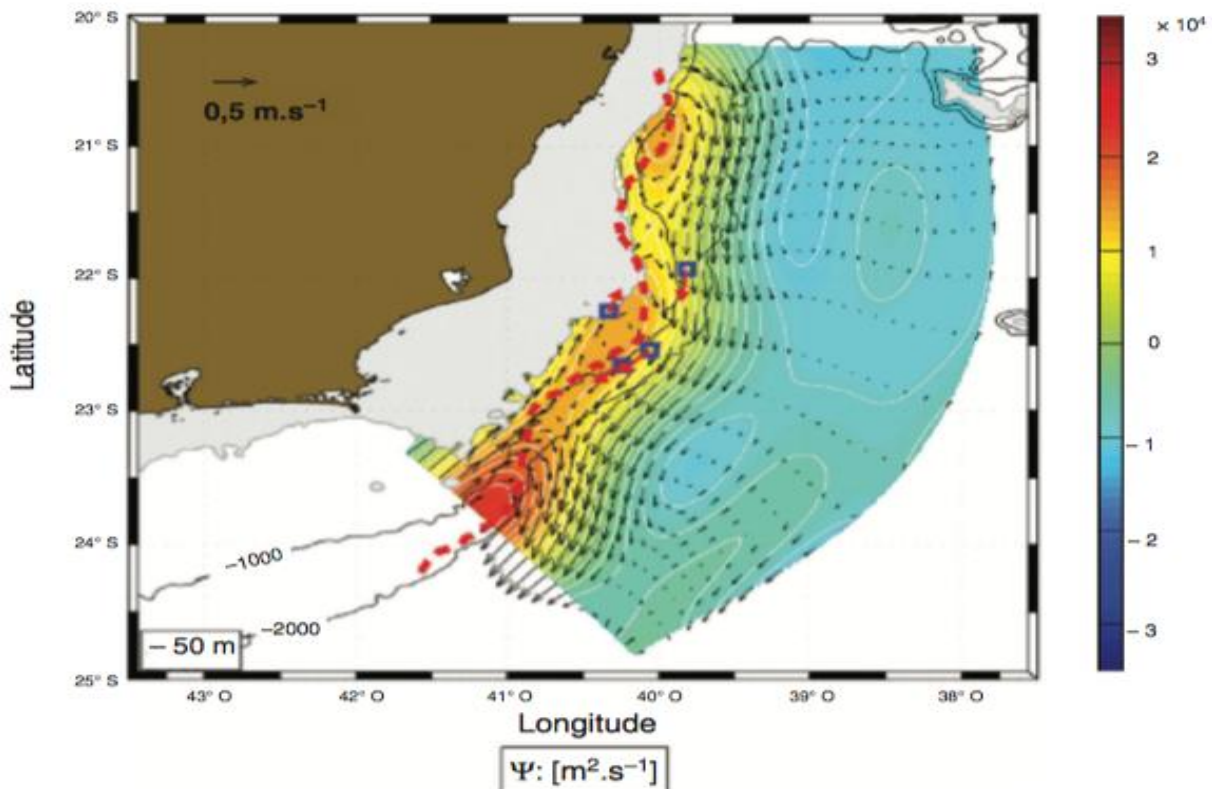 20° S
× 10⁴
3
0,5 m.s⁻¹
21° S
2
1
22° S
Latitude
0
23° S
– 1
24° S
–1000
– 2
–2000
– 50 m
– 3
25° S
43° O
42° O
41° O
40° O
39° O
38° O
Longitude
Ψ: [m².s⁻¹]